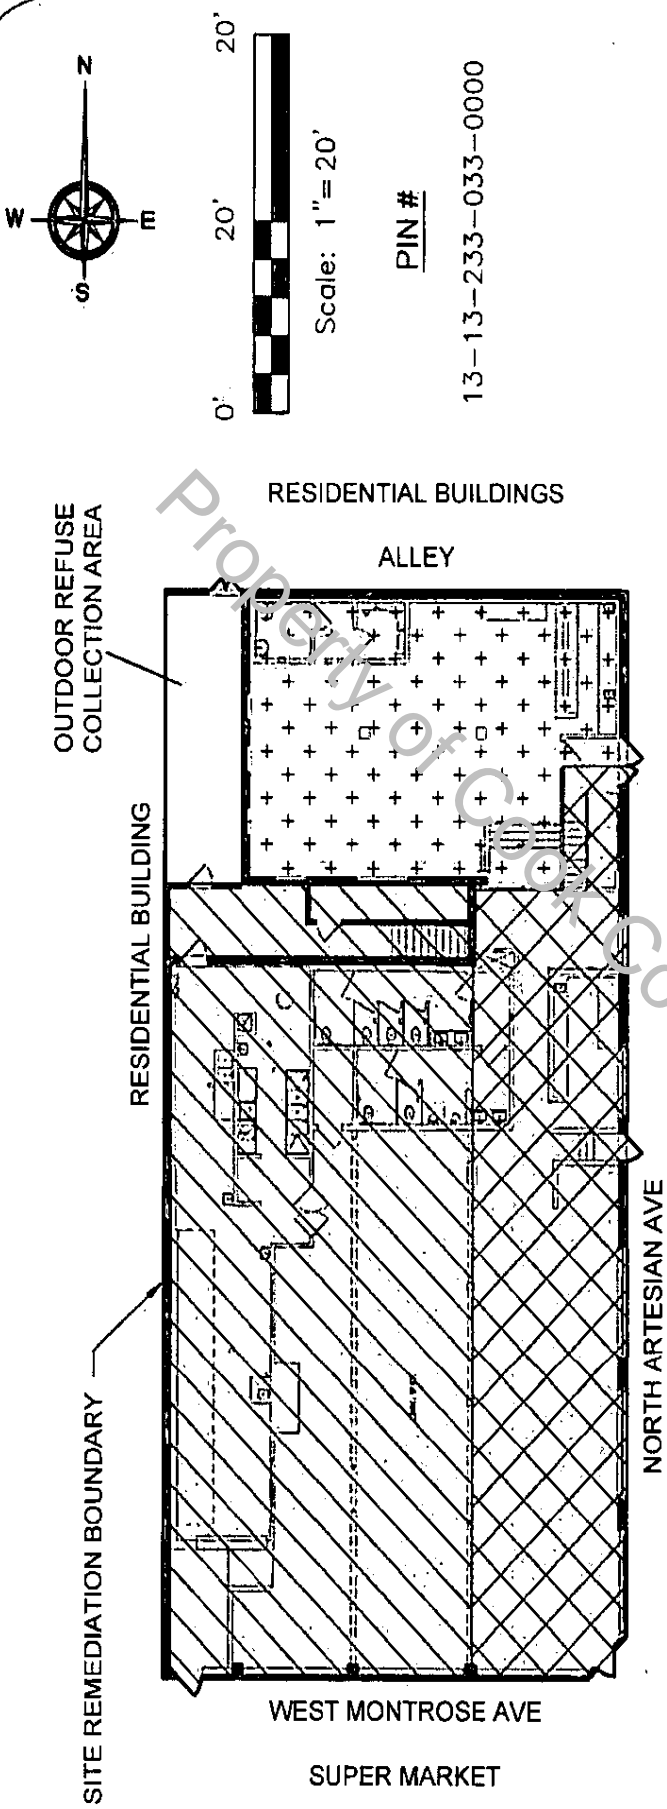 N
W
E
S
0'
20'
20'
Scale: 1"= 20'
PIN #
13-13-233-033-0000
OUTDOOR REFUSE
COLLECTION AREA
RESIDENTIAL BUILDINGS
ALLEY
RESIDENTIAL BUILDING
SITE REMEDIATION BOUNDARY
NORTH ARTESIAN AVE
WEST MONTROSE AVE
SUPER MARKET
Property of Cook Co